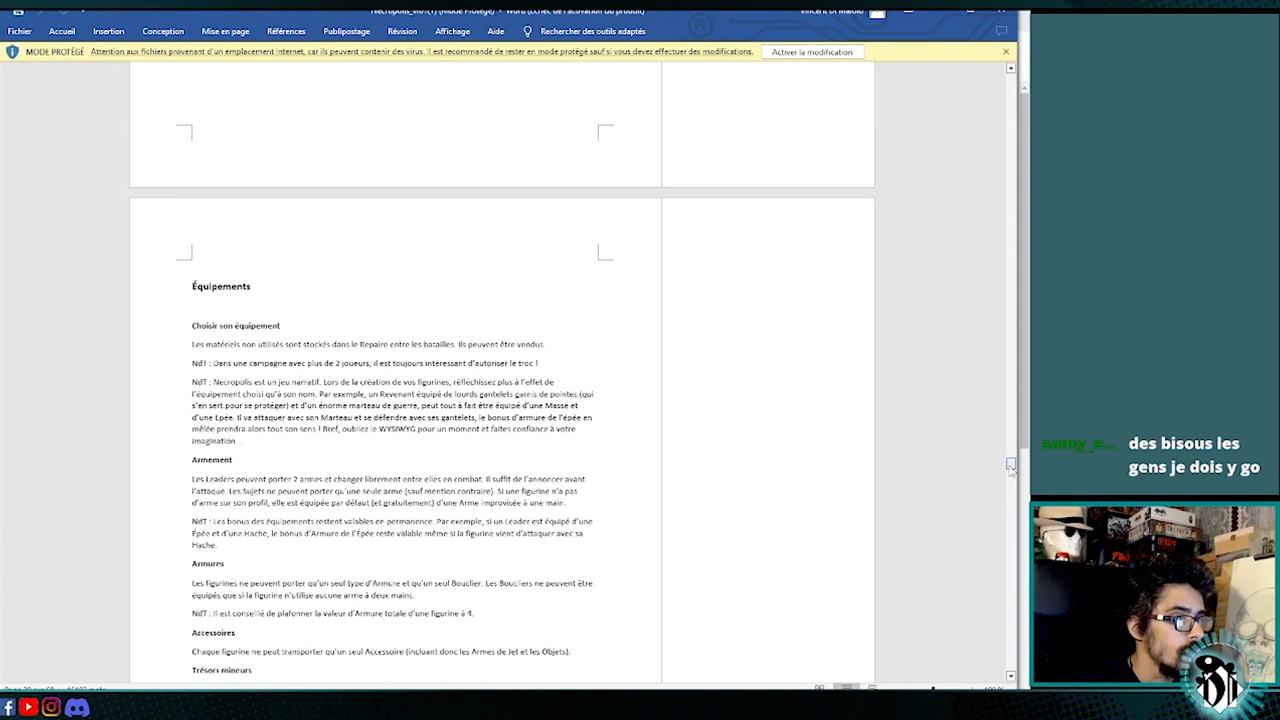 Necropolis_v101(1) (Mode Protégé) - Word (Échec de l'activation du produit)
Vincent Di Maiolo
Fichier Accueil Insertion Conception Mise en page Références Publipostage Révision Affichage Aide Rechercher des outils adaptés
MODE PROTÉGÉ Attention aux fichiers provenant d'un emplacement Internet, car ils peuvent contenir des virus. Il est recommandé de rester en mode protégé sauf si vous devez effectuer des modifications. Activer la modification
Équipements
Choisir son équipement
Les matériels non utilisés sont stockés dans le Repaire entre les batailles. Ils peuvent être vendus.
NdT : Dans une campagne avec plus de 2 joueurs, il est toujours intéressant d'autoriser le troc !
NdT : Necropolis est un jeu narratif. Lors de la création de vos figurines, réfléchissez plus à l'effet de
l'équipement choisi qu'à son nom. Par exemple, un Revenant équipé de lourds gantelets garnis de pointes (qui
s'en sert pour se protéger) et d'un énorme marteau de guerre, peut tout à fait être équipé d'une Masse et
d'une Epée. Il va attaquer avec son Marteau et se défendre avec ses gantelets, le bonus d'armure de l'épée en
mêlée prendra alors tout son sens ! Bref, oubliez le WYSIWYG pour un moment et faites confiance à votre
imagination ...
Armement
Les Leaders peuvent porter 2 armes et changer librement entre elles en combat. Il suffit de l'annoncer avant
l'attaque. Les Sujets ne peuvent porter qu'une seule arme (sauf mention contraire). Si une figurine n'a pas
d'arme sur son profil, elle est équipée par défaut (et gratuitement) d'une Arme improvisée à une main.
NdT : Les bonus des équipements restent valables en permanence. Par exemple, si un Leader est équipé d'une
Épée et d'une Hache, le bonus d'Armure de l'Épée reste valable même si la figurine vient d'attaquer avec sa
Hache.
Armures
Les figurines ne peuvent porter qu'un seul type d'Armure et qu'un seul Bouclier. Les Boucliers ne peuvent être
équipés que si la figurine n'utilise aucune arme à deux mains.
NdT : Il est conseillé de plafonner la valeur d'Armure totale d'une figurine à 4.
Accessoires
Chaque figurine ne peut transporter qu'un seul Accessoire (incluant donc les Armes de Jet et les Objets).
Trésors mineurs
samy_e... des bisous les
gens je dois y go